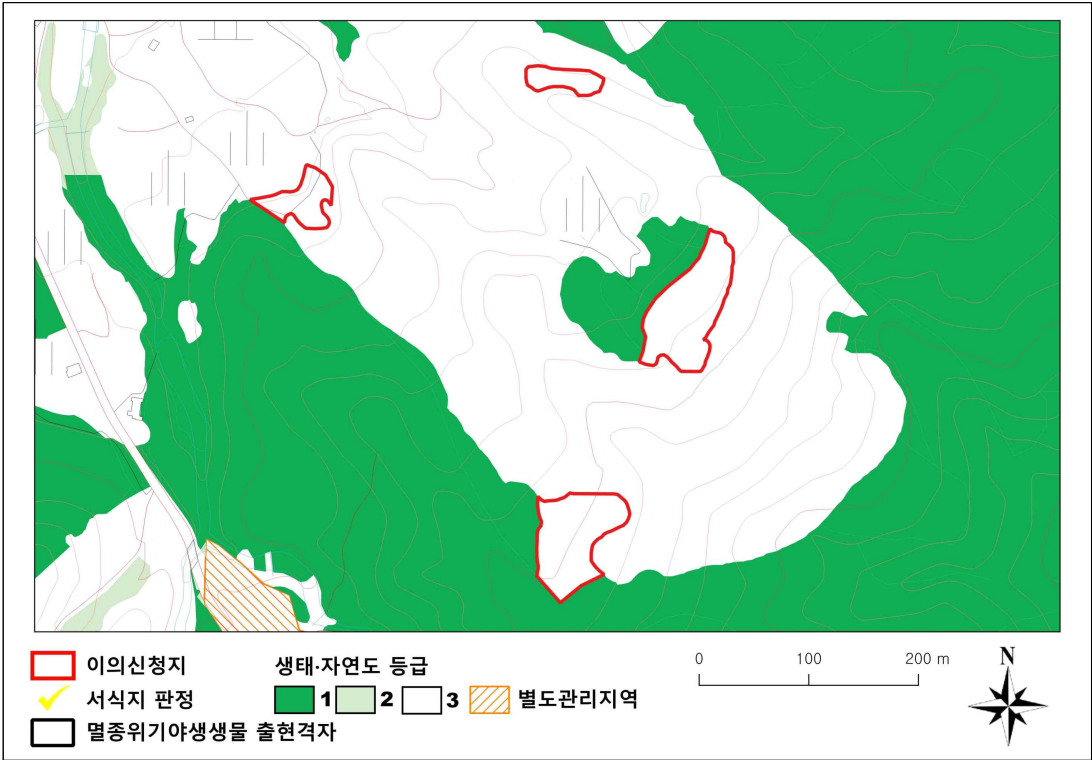 이의신청지
서식지 판정
멸종위기야생생물 출현격자
생태·자연도 등급
1 2 3 별도관리지역
0 100 200 m
N